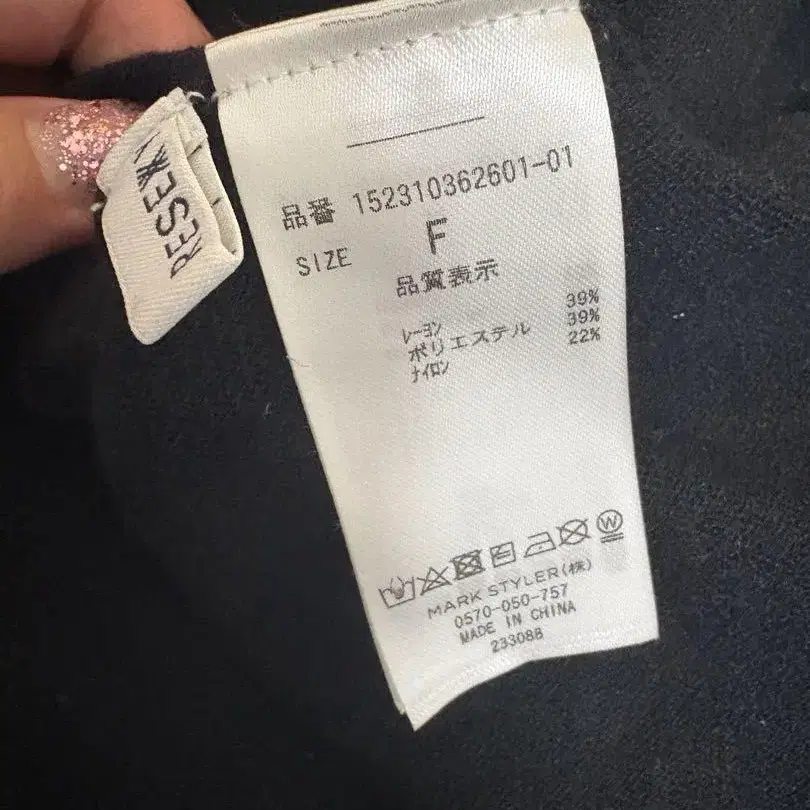 品番 152310362601-01
SIZE F
品質表示
レーヨン 39%
ポリエステル 39%
ナイロン 22%
W
MARK STYLER(株)
0570-050-757
MADE IN CHINA
233088